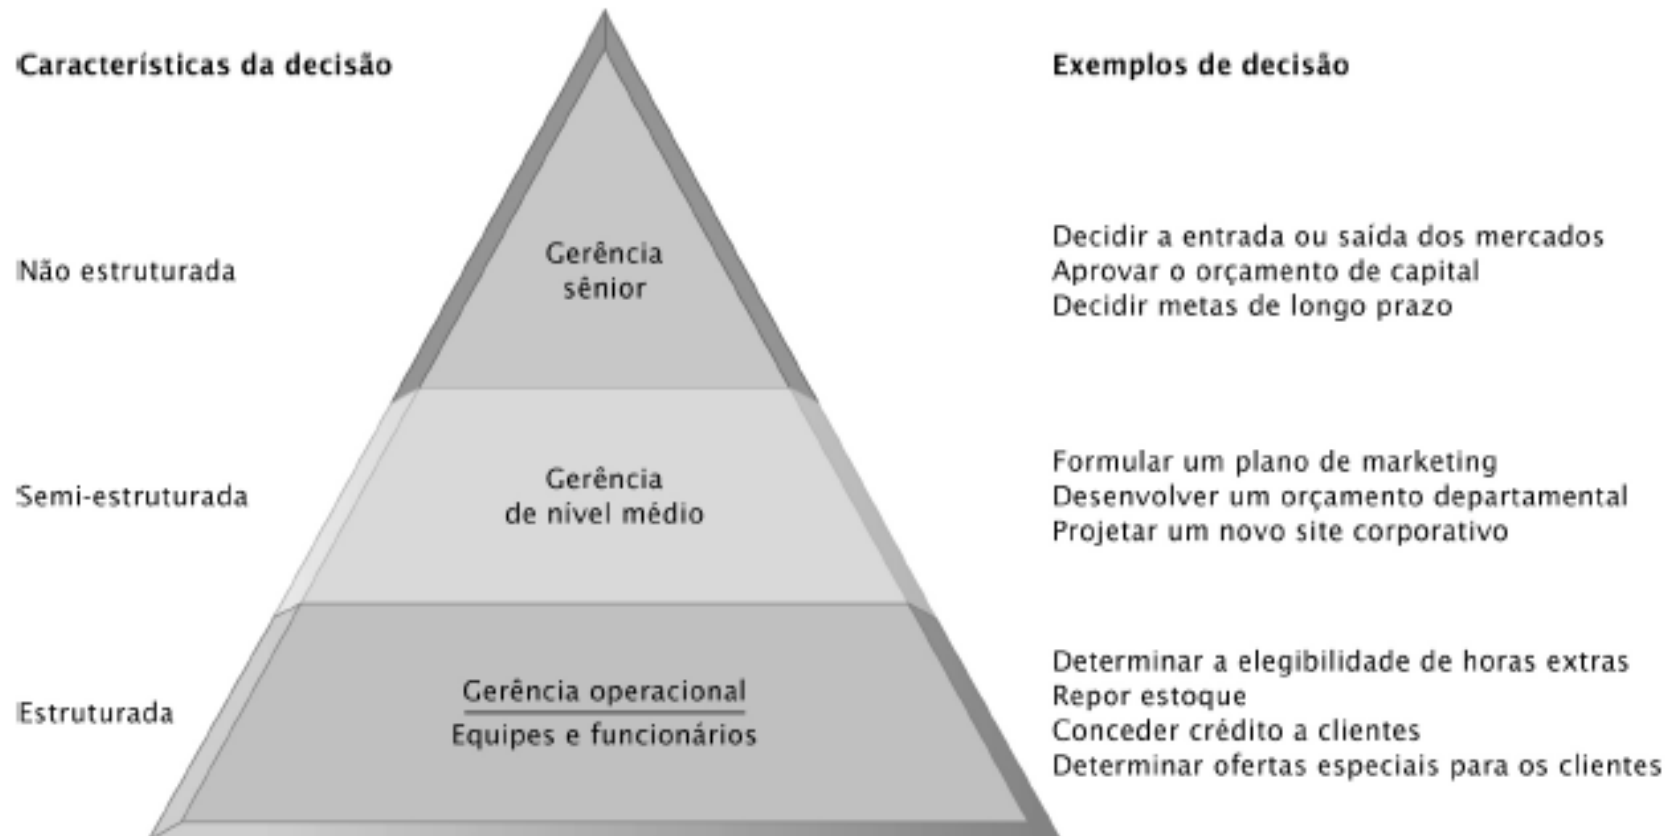 Características da decisão
Exemplos de decisão
Não estruturada
Gerência
sênior
Decidir a entrada ou saída dos mercados
Aprovar o orçamento de capital
Decidir metas de longo prazo
Semi-estruturada
Gerência
de nível médio
Formular um plano de marketing
Desenvolver um orçamento departamental
Projetar um novo site corporativo
Estruturada
Gerência operacional
Equipes e funcionários
Determinar a elegibilidade de horas extras
Repor estoque
Conceder crédito a clientes
Determinar ofertas especiais para os clientes